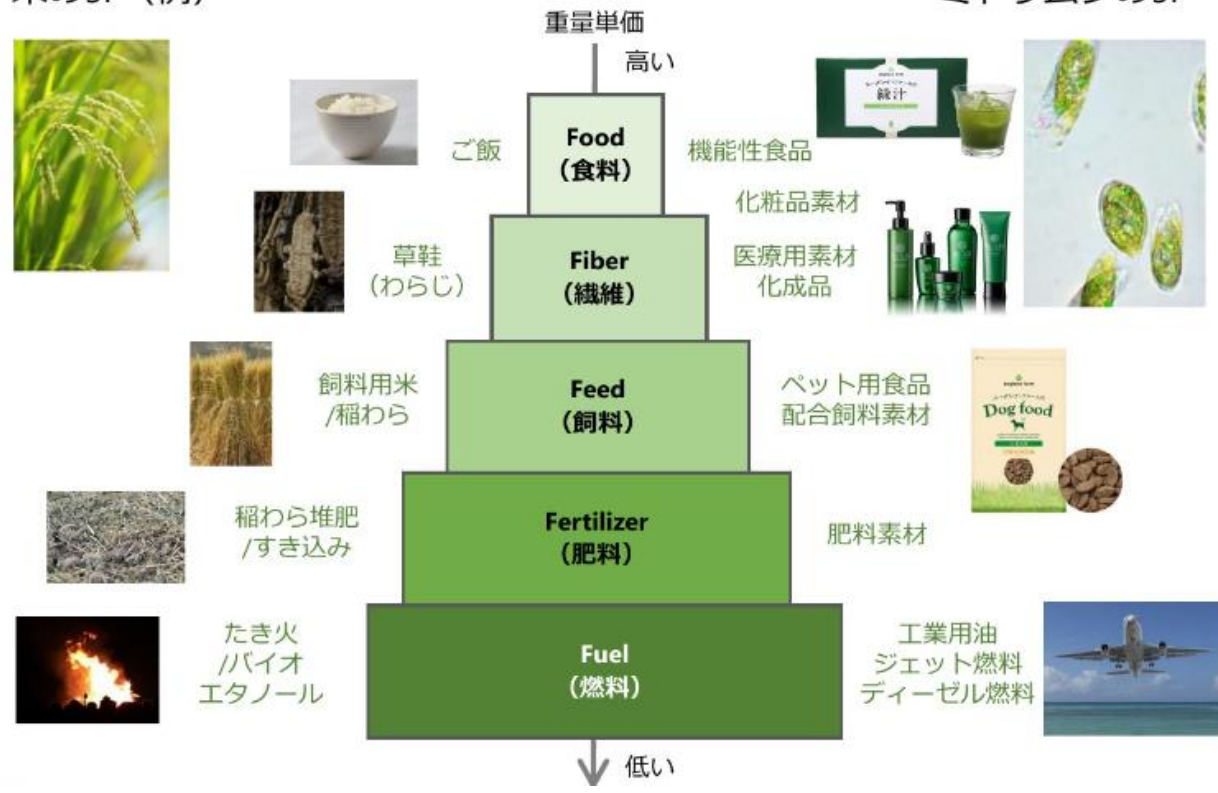 重量単価
高い
Food
（食料）
ご飯
機能性食品
緑汁
Fiber
（繊維）
草鞋
（わらじ）
化粧品素材
医療用素材
化成品
Feed
（飼料）
飼料用米
/稲わら
ペット用食品
配合飼料素材
Dog food
Fertilizer
（肥料）
稲わら堆肥
/すき込み
肥料素材
Fuel
（燃料）
たき火
/バイオ
エタノール
工業用油
ジェット燃料
ディーゼル燃料
低い